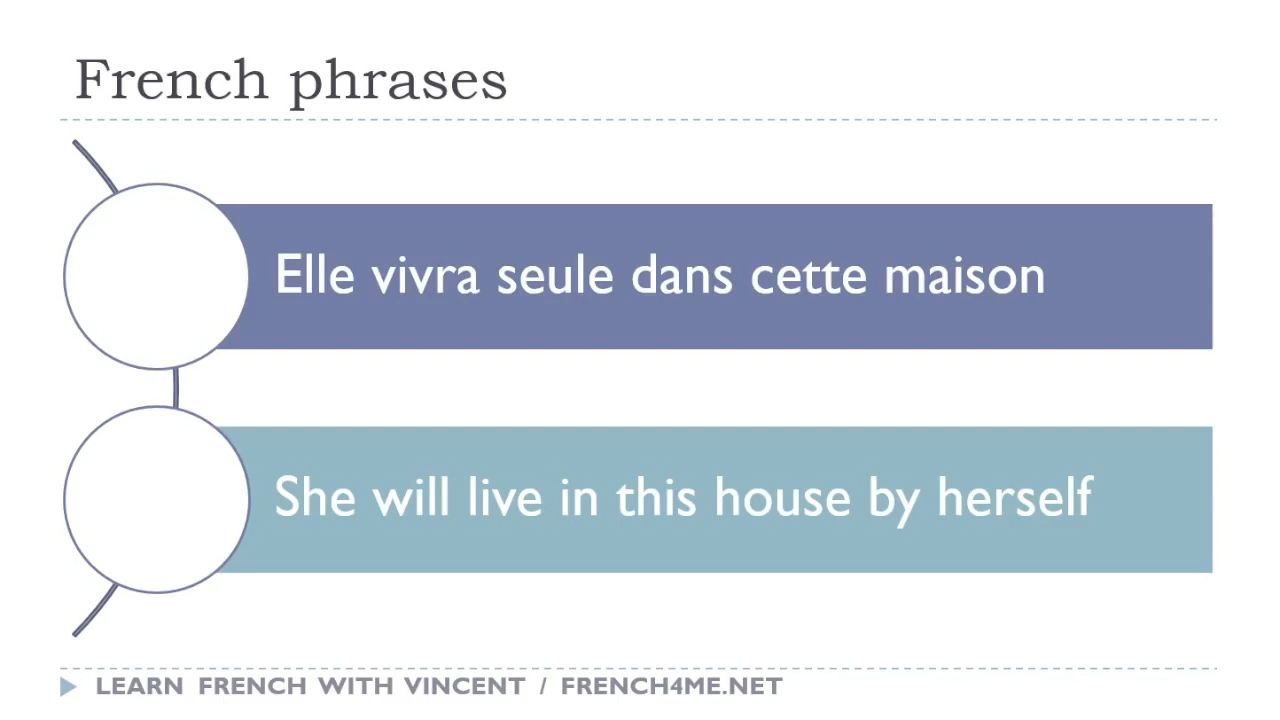 French phrases
Elle vivra seule dans cette maison
She will live in this house by herself
LEARN FRENCH WITH VINCENT / FRENCH4ME.NET